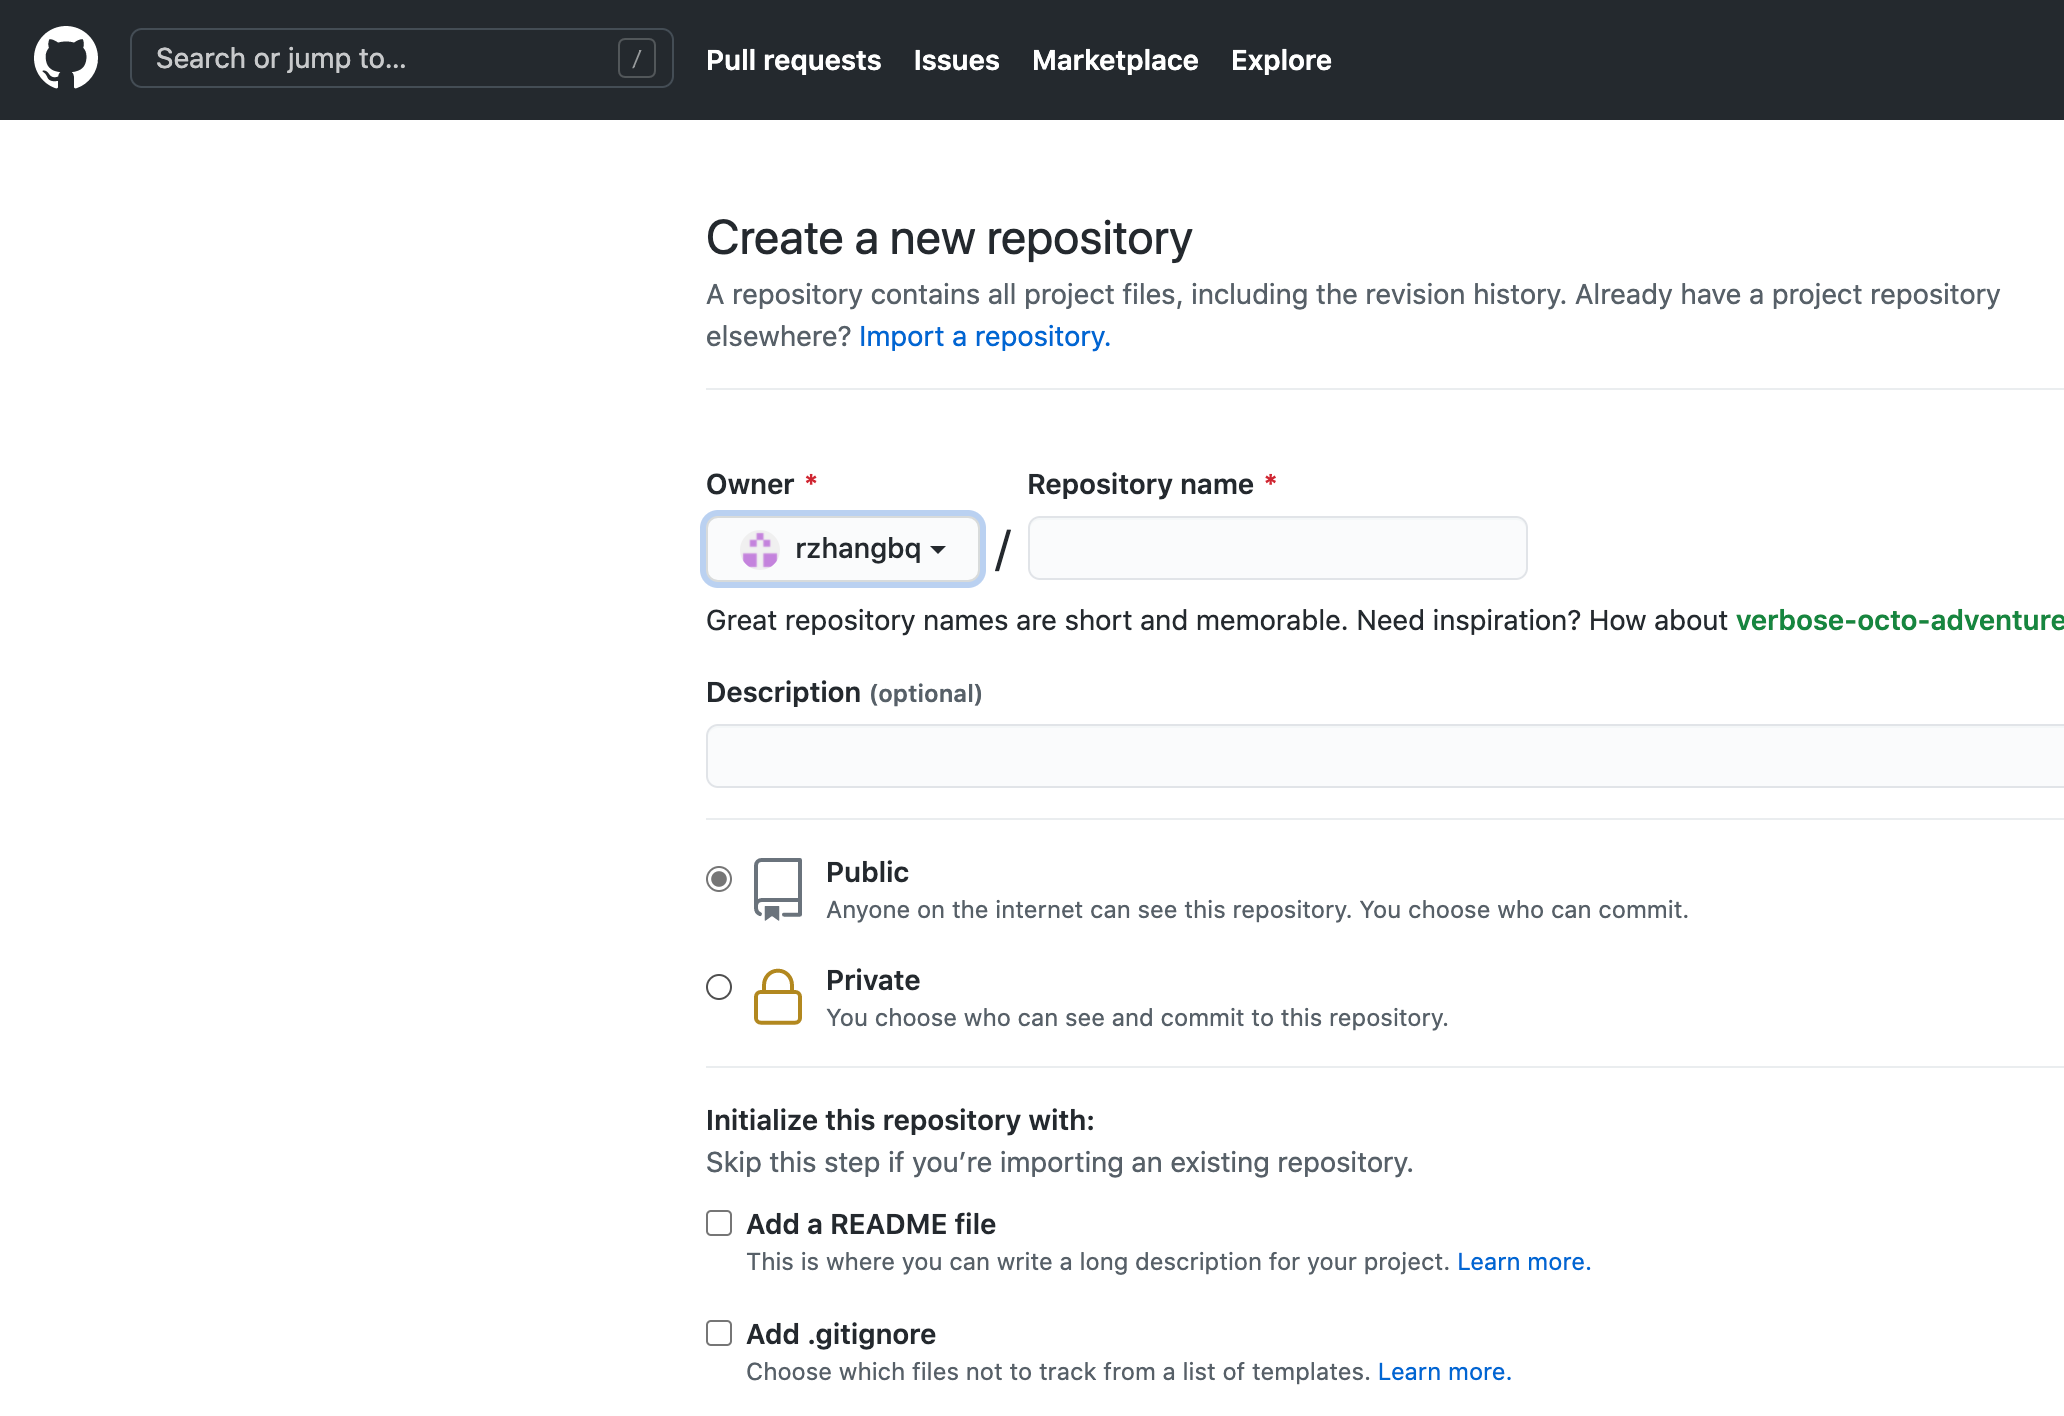 Search or jump to... /
Pull requests Issues Marketplace Explore
Create a new repository
A repository contains all project files, including the revision history. Already have a project repository
elsewhere? Import a repository.
Owner * Repository name *
rzhangbq /
Great repository names are short and memorable. Need inspiration? How about verbose-octo-adventure
Description (optional)
Public
Anyone on the internet can see this repository. You choose who can commit.
Private
You choose who can see and commit to this repository.
Initialize this repository with:
Skip this step if you’re importing an existing repository.
Add a README file
This is where you can write a long description for your project. Learn more.
Add .gitignore
Choose which files not to track from a list of templates. Learn more.